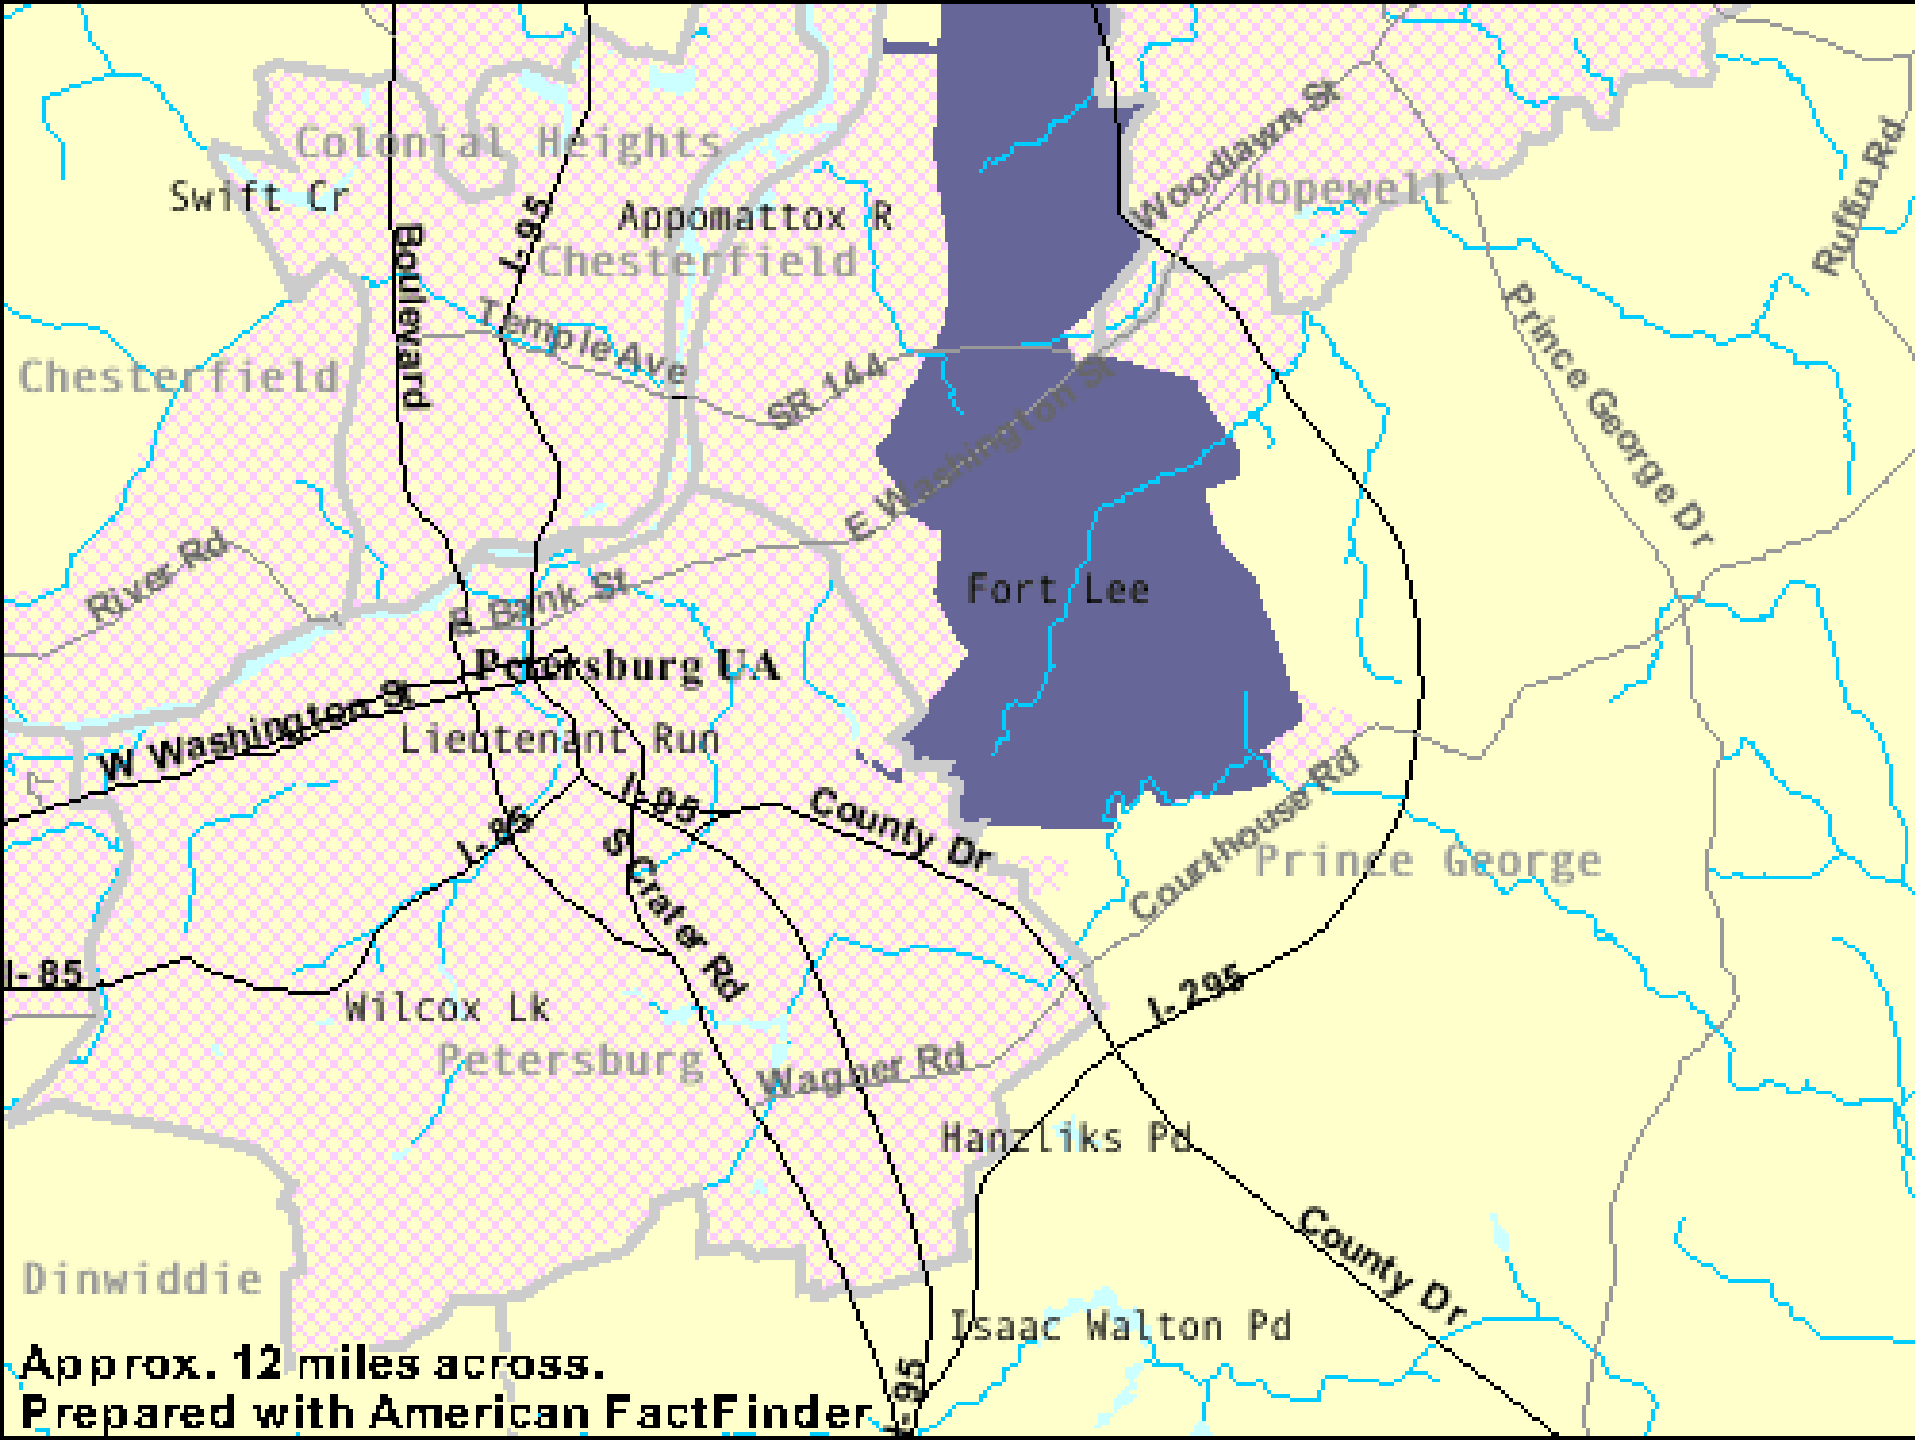 Colonial Heights
Swift Cr
Appomattox R
Woodlawn St
Hopewell
Ruffin Rd
Boulevard
I-95
Chesterfield
Temple Ave
Prince George Dr
Chesterfield
SR 144
E Washington St
River Rd
E Bank St
Fort Lee
Petersburg UA
W Washington St
Lieutenant Run
I-95
County Dr
I-85
S Crater Rd
Courthouse Rd
Prince George
I-85
Wilcox Lk
I-295
Petersburg
Wagner Rd
Hanzliks Pd
County Dr
Dinwiddie
Isaac Walton Pd
I-95
Approx. 12 miles across.
Prepared with American FactFinder